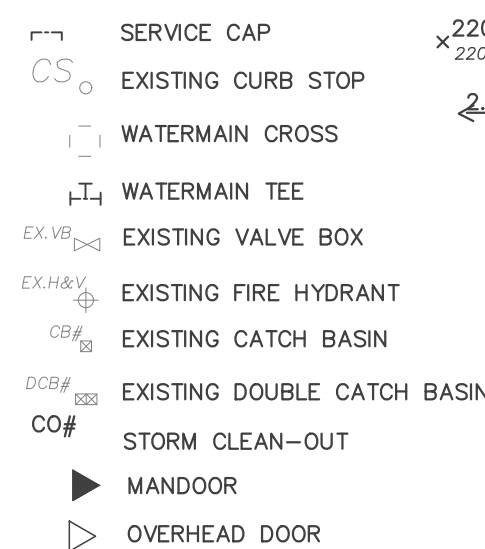 SERVICE CAP
CS EXISTING CURB STOP
WATERMAIN CROSS
WATERMAIN TEE
EX.VB EXISTING VALVE BOX
EX.H&V EXISTING FIRE HYDRANT
CB# EXISTING CATCH BASIN
DCB# EXISTING DOUBLE CATCH BASIN
CO# STORM CLEAN-OUT
MANDOOR
OVERHEAD DOOR